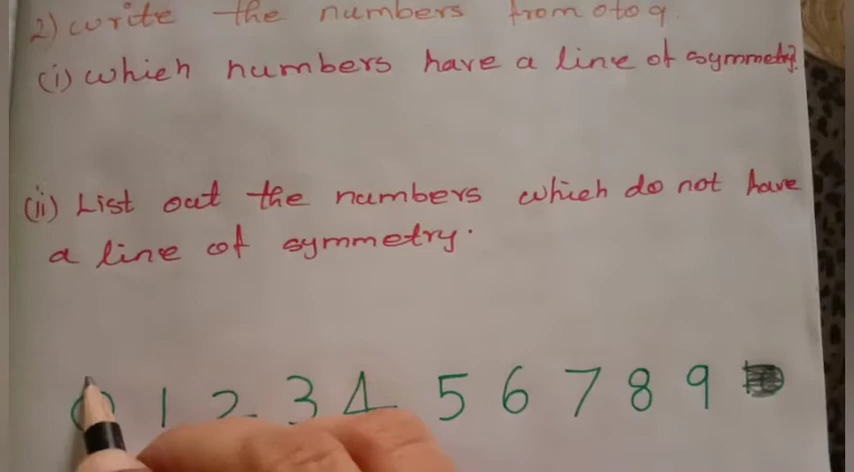 2) write the numbers from 0 to 9.
(i) which numbers have a line of symmetry?
(ii) List out the numbers which do not have
a line of symmetry.
0 1 2 3 4 5 6 7 8 9